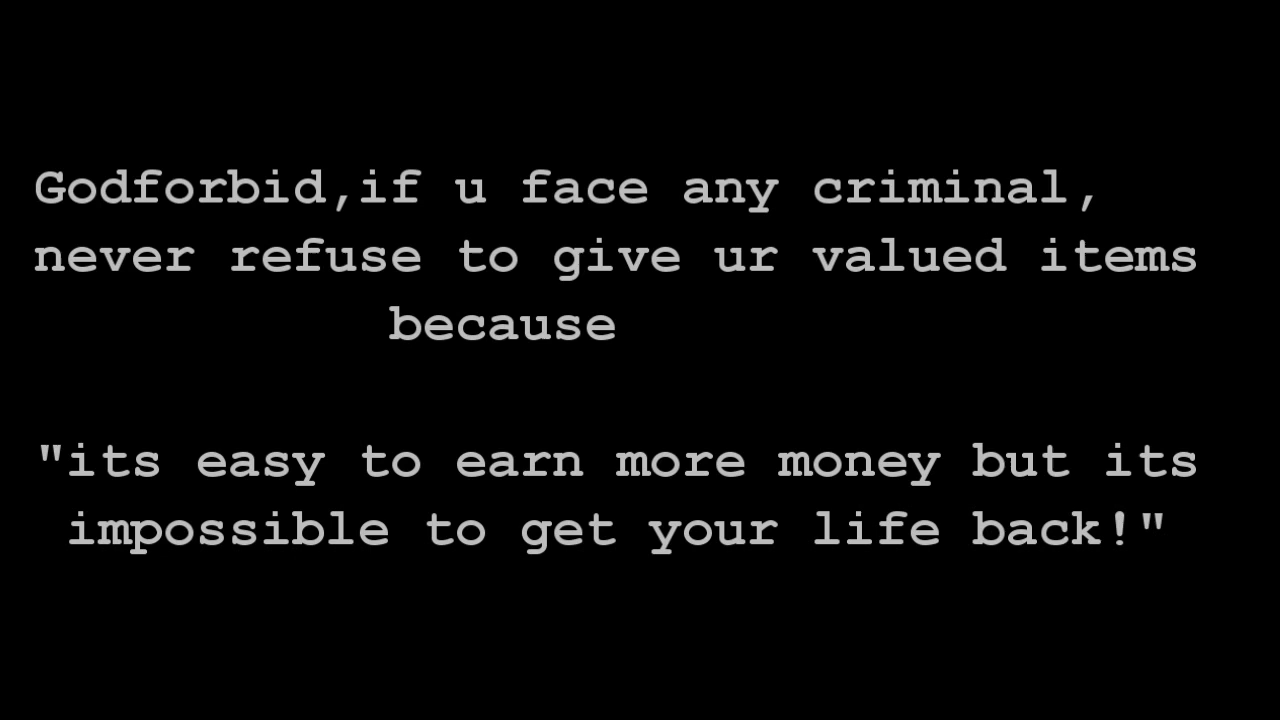 Godforbid,if u face any criminal,
never refuse to give ur valued items
because
"its easy to earn more money but its
impossible to get your life back!"